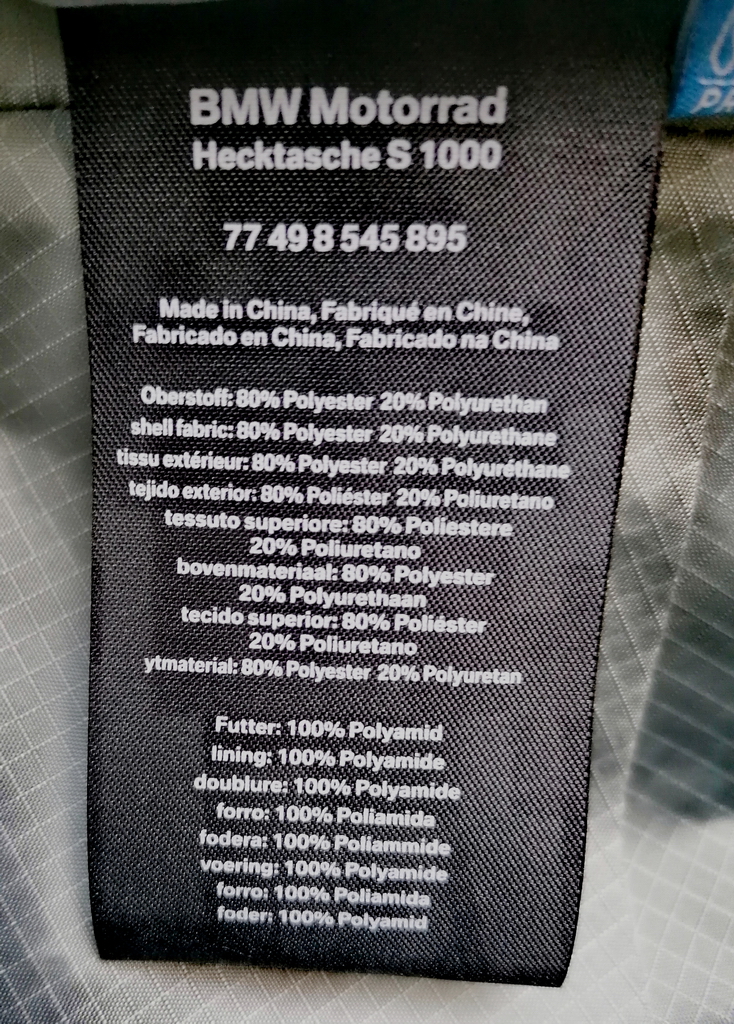 BMW Motorrad
Hecktasche S 1000
77 49 8 545 895
Made in China, Fabriqué en Chine,
Fabricado en China, Fabricado na China
Oberstoff: 80% Polyester 20% Polyurethan
shell fabric: 80% Polyester 20% Polyurethane
tissu extérieur: 80% Polyester 20% Polyuréthane
tejido exterior: 80% Poliéster 20% Poliuretano
tessuto superiore: 80% Poliestere
20% Poliuretano
bovenmateriaal: 80% Polyester
20% Polyurethaan
tecido superior: 80% Poliéster
20% Poliuretano
ytmaterial: 80% Polyester 20% Polyuretan
Futter: 100% Polyamid
lining: 100% Polyamide
doublure: 100% Polyamide
forro: 100% Poliamida
fodera: 100% Poliammide
voering: 100% Polyamide
forro: 100% Poliamida
foder: 100% Polyamid